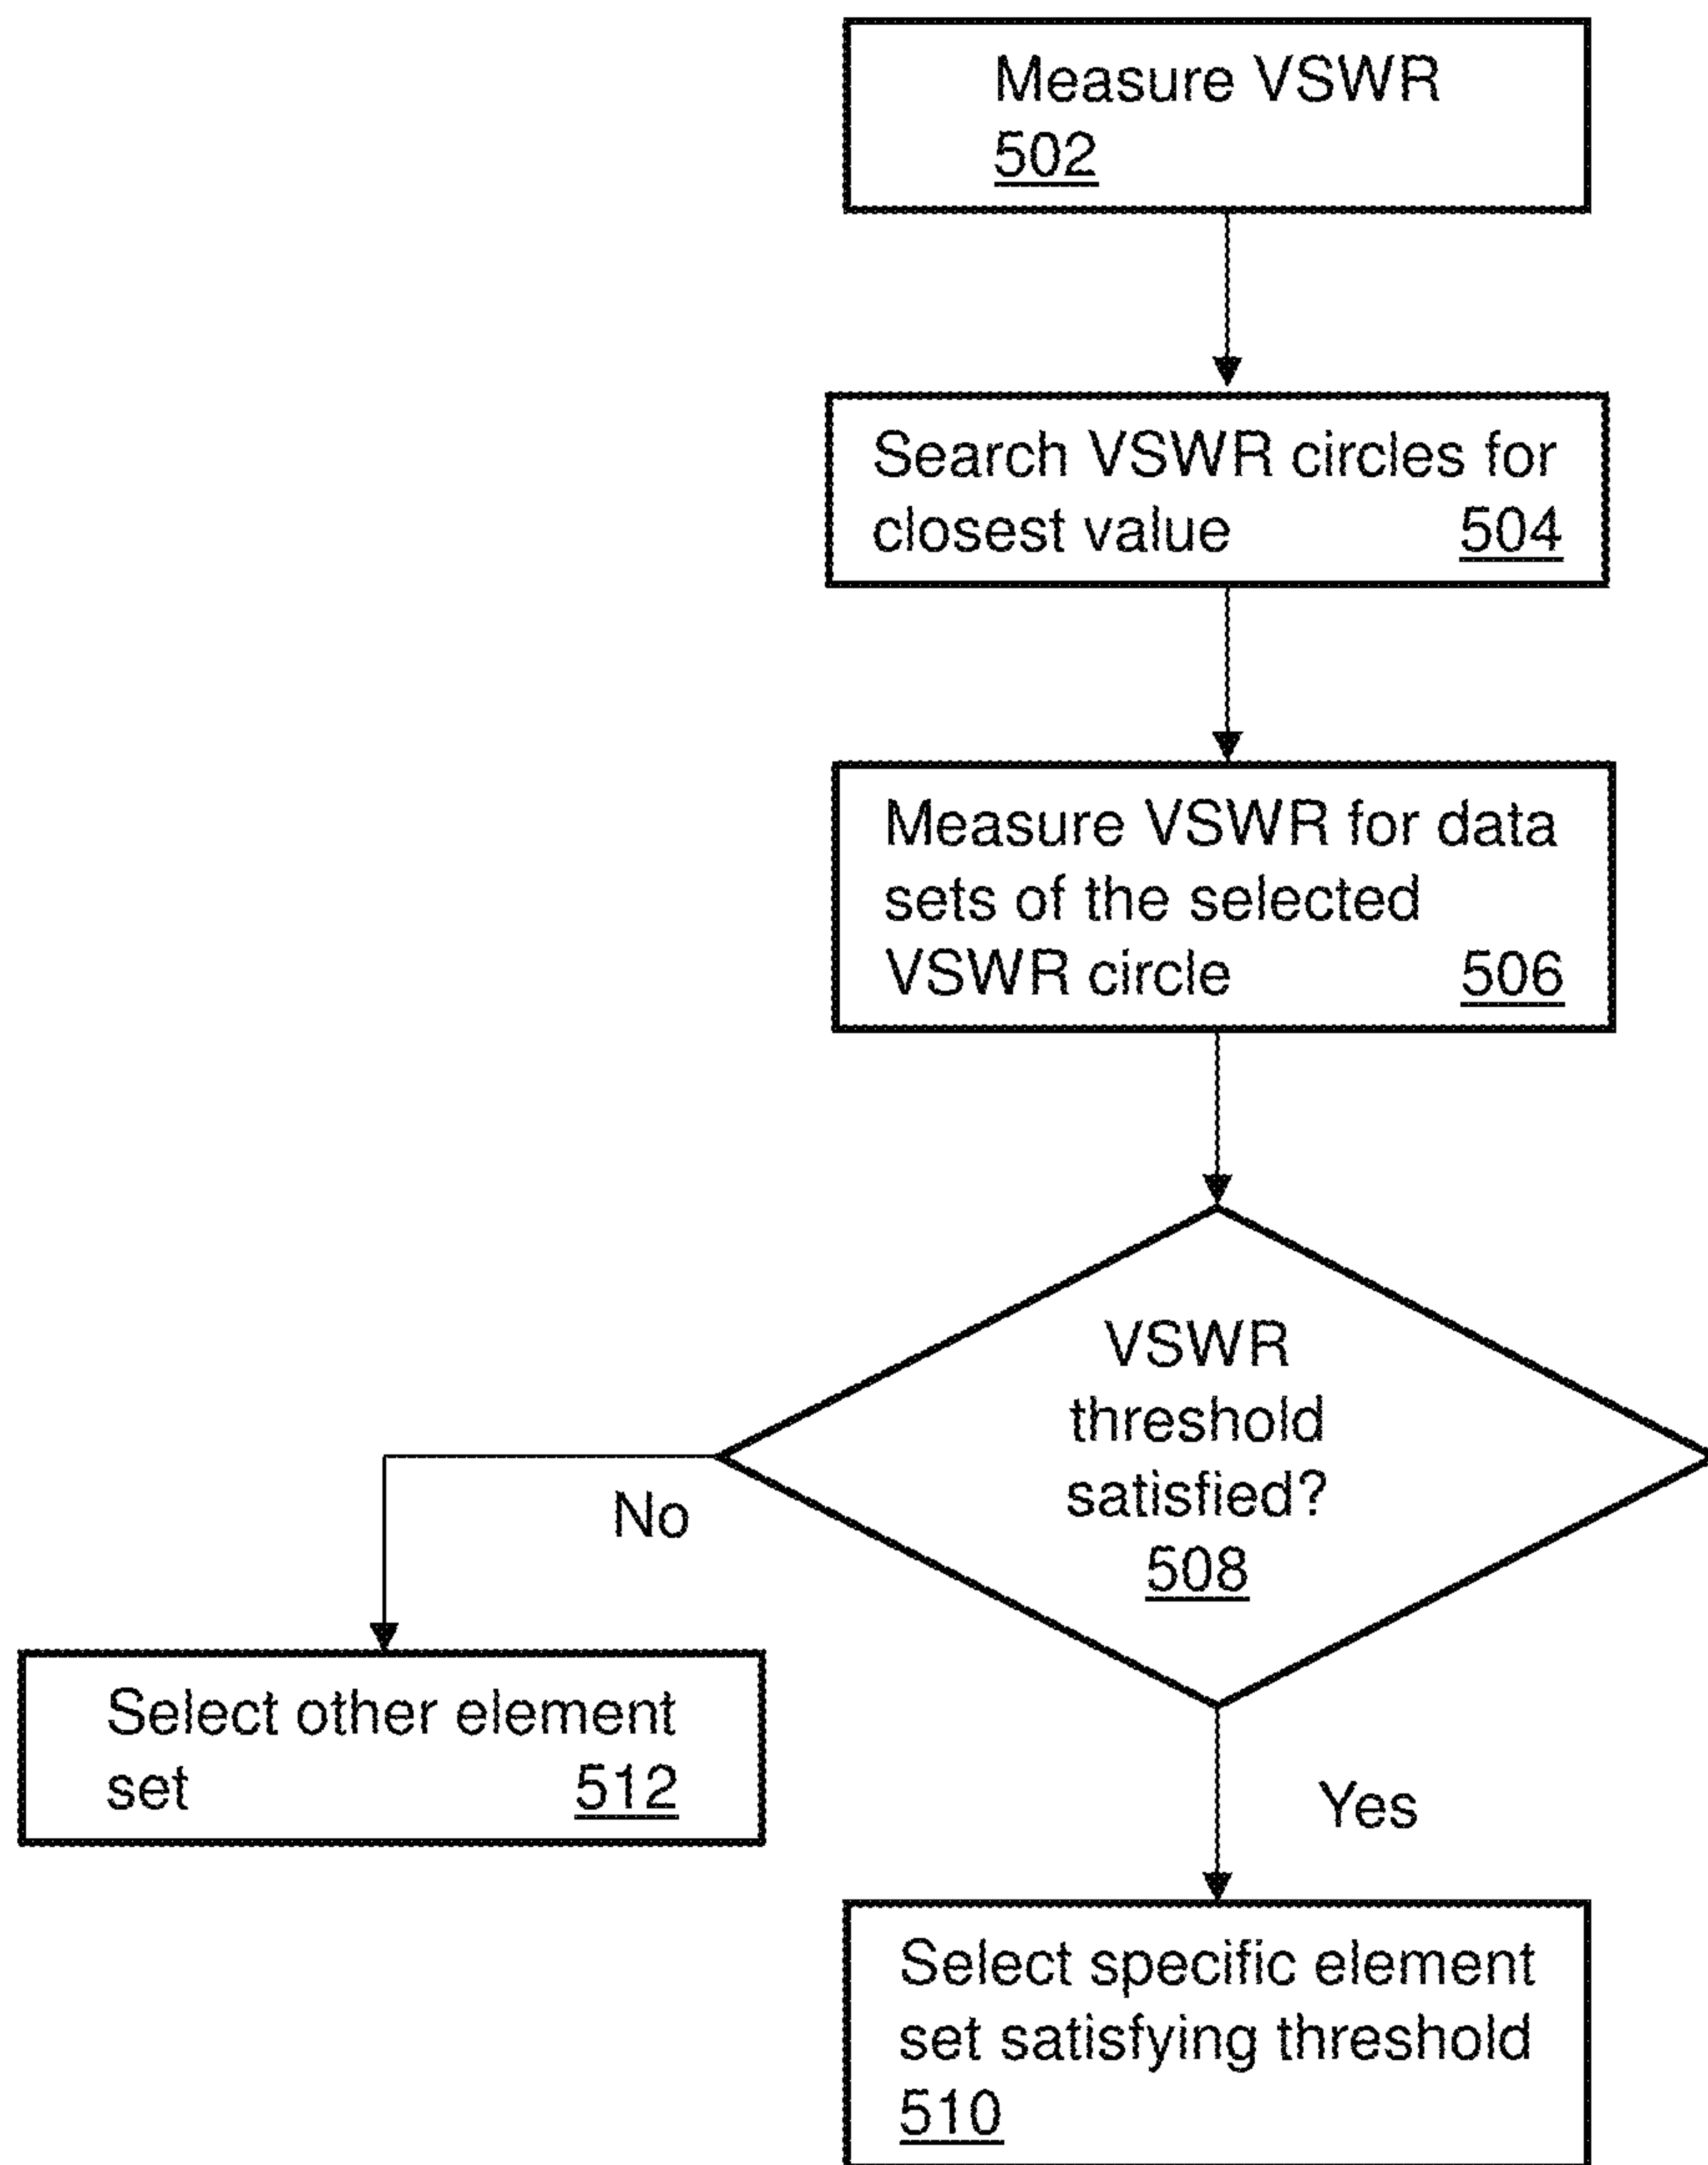 Measure VSWR
502
Search VSWR circles for
closest value 504
Measure VSWR for data
sets of the selected
VSWR circle 506
VSWR
threshold
satisfied?
508
No
Select other element
set 512
Yes
Select specific element
set satisfying threshold
510